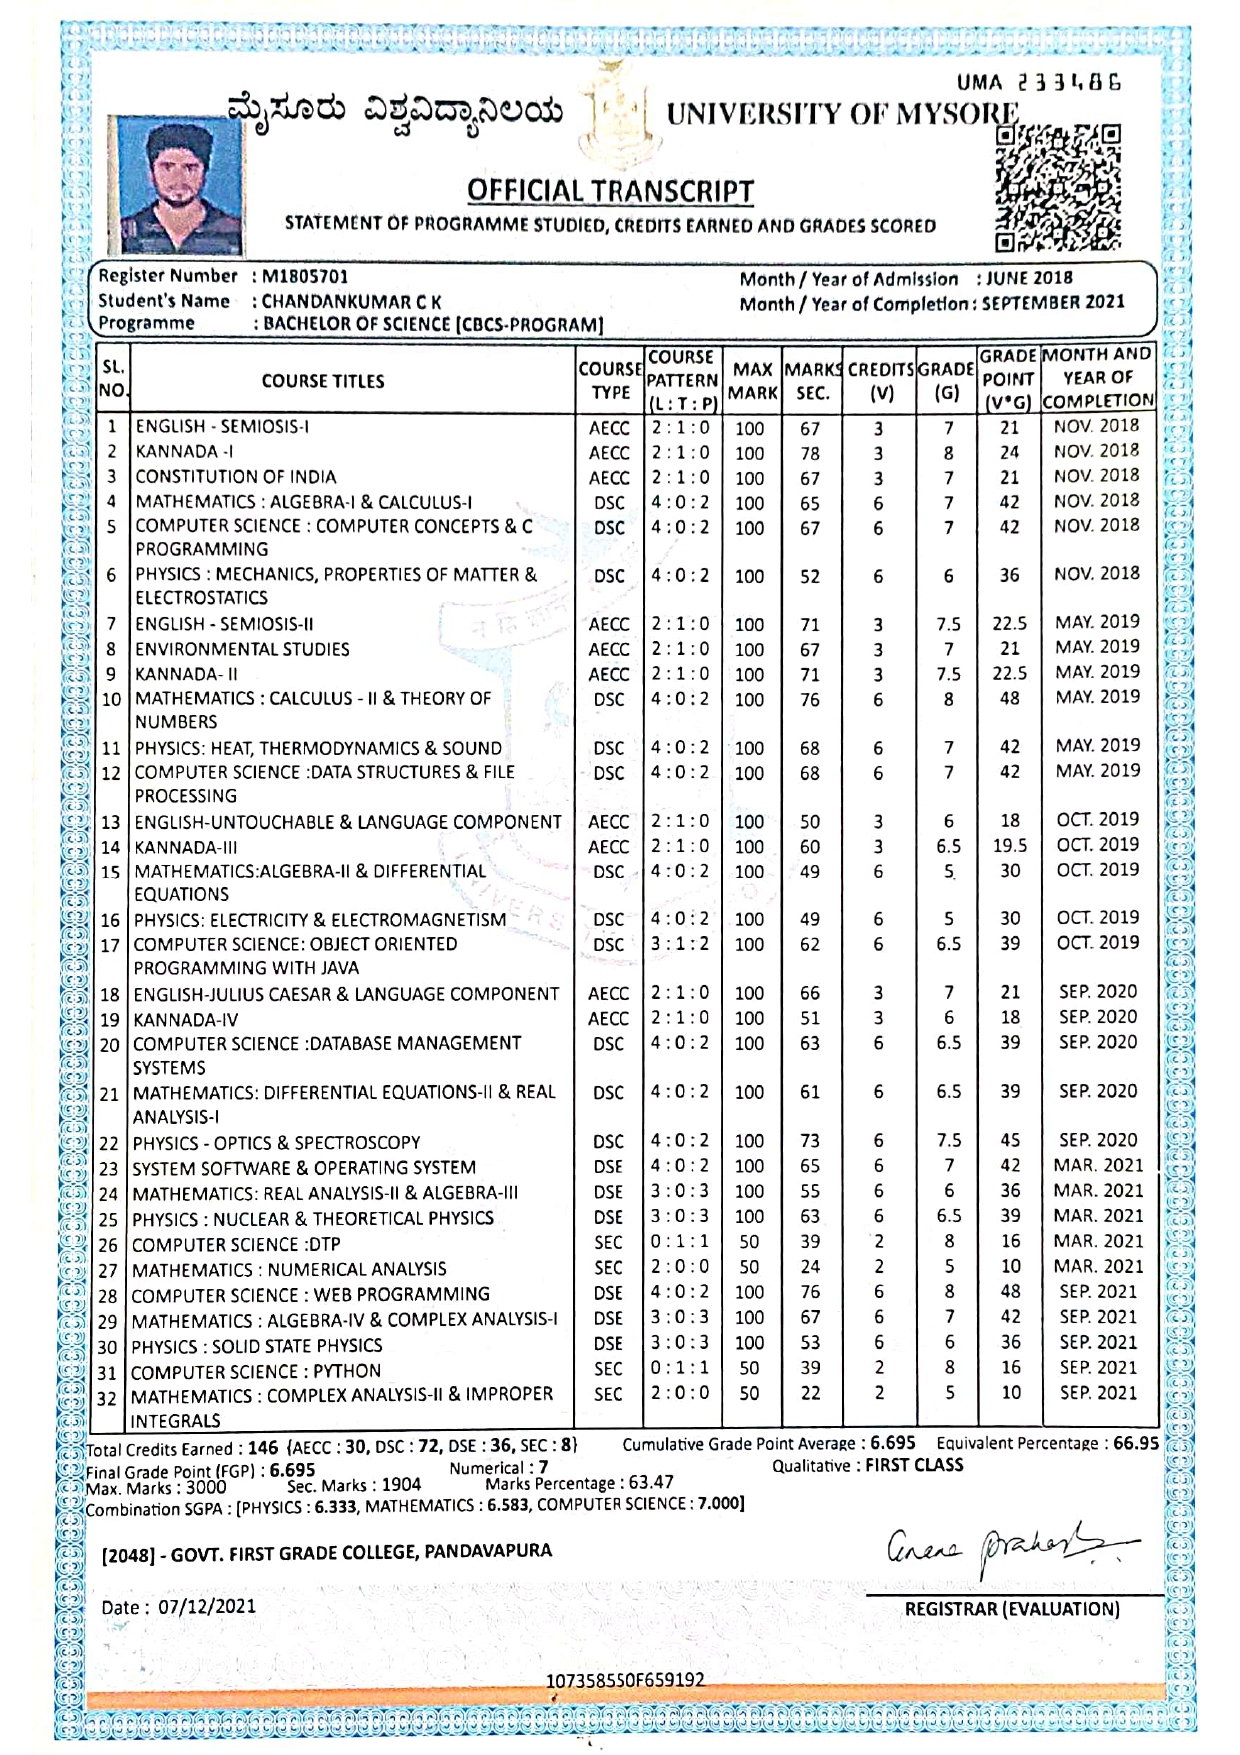 UMA 233486
ಮೈಸೂರು ವಿಶ್ವವಿದ್ಯಾನಿಲಯ UNIVERSITY OF MYSORE
OFFICIAL TRANSCRIPT
STATEMENT OF PROGRAMME STUDIED, CREDITS EARNED AND GRADES SCORED
Register Number : M1805701 Month / Year of Admission : JUNE 2018
Student's Name : CHANDANKUMAR C K Month / Year of Completion : SEPTEMBER 2021
Programme : BACHELOR OF SCIENCE [CBCS-PROGRAM]
SL. NO. COURSE TITLES COURSE TYPE COURSE PATTERN (L : T : P) MAX MARK MARKS SEC. CREDITS (V) GRADE (G) GRADE POINT (V*G) MONTH AND YEAR OF COMPLETION
1 ENGLISH - SEMIOSIS-I AECC 2 : 1 : 0 100 67 3 7 21 NOV. 2018
2 KANNADA -I AECC 2 : 1 : 0 100 78 3 8 24 NOV. 2018
3 CONSTITUTION OF INDIA AECC 2 : 1 : 0 100 67 3 7 21 NOV. 2018
4 MATHEMATICS : ALGEBRA-I & CALCULUS-I DSC 4 : 0 : 2 100 65 6 7 42 NOV. 2018
5 COMPUTER SCIENCE : COMPUTER CONCEPTS & C DSC 4 : 0 : 2 100 67 6 7 42 NOV. 2018
PROGRAMMING
6 PHYSICS : MECHANICS, PROPERTIES OF MATTER & DSC 4 : 0 : 2 100 52 6 6 36 NOV. 2018
ELECTROSTATICS
7 ENGLISH - SEMIOSIS-II AECC 2 : 1 : 0 100 71 3 7.5 22.5 MAY. 2019
8 ENVIRONMENTAL STUDIES AECC 2 : 1 : 0 100 67 3 7 21 MAY. 2019
9 KANNADA- II AECC 2 : 1 : 0 100 71 3 7.5 22.5 MAY. 2019
10 MATHEMATICS : CALCULUS - II & THEORY OF DSC 4 : 0 : 2 100 76 6 8 48 MAY. 2019
NUMBERS
11 PHYSICS: HEAT, THERMODYNAMICS & SOUND DSC 4 : 0 : 2 100 68 6 7 42 MAY. 2019
12 COMPUTER SCIENCE :DATA STRUCTURES & FILE DSC 4 : 0 : 2 100 68 6 7 42 MAY. 2019
PROCESSING
13 ENGLISH-UNTOUCHABLE & LANGUAGE COMPONENT AECC 2 : 1 : 0 100 50 3 6 18 OCT. 2019
14 KANNADA-III AECC 2 : 1 : 0 100 60 3 6.5 19.5 OCT. 2019
15 MATHEMATICS:ALGEBRA-II & DIFFERENTIAL DSC 4 : 0 : 2 100 49 6 5 30 OCT. 2019
EQUATIONS
16 PHYSICS: ELECTRICITY & ELECTROMAGNETISM DSC 4 : 0 : 2 100 49 6 5 30 OCT. 2019
17 COMPUTER SCIENCE: OBJECT ORIENTED DSC 3 : 1 : 2 100 62 6 6.5 39 OCT. 2019
PROGRAMMING WITH JAVA
18 ENGLISH-JULIUS CAESAR & LANGUAGE COMPONENT AECC 2 : 1 : 0 100 66 3 7 21 SEP. 2020
19 KANNADA-IV AECC 2 : 1 : 0 100 51 3 6 18 SEP. 2020
20 COMPUTER SCIENCE :DATABASE MANAGEMENT DSC 4 : 0 : 2 100 63 6 6.5 39 SEP. 2020
SYSTEMS
21 MATHEMATICS: DIFFERENTIAL EQUATIONS-II & REAL DSC 4 : 0 : 2 100 61 6 6.5 39 SEP. 2020
ANALYSIS-I
22 PHYSICS - OPTICS & SPECTROSCOPY DSC 4 : 0 : 2 100 73 6 7.5 45 SEP. 2020
23 SYSTEM SOFTWARE & OPERATING SYSTEM DSE 4 : 0 : 2 100 65 6 7 42 MAR. 2021
24 MATHEMATICS: REAL ANALYSIS-II & ALGEBRA-III DSE 3 : 0 : 3 100 55 6 6 36 MAR. 2021
25 PHYSICS : NUCLEAR & THEORETICAL PHYSICS DSE 3 : 0 : 3 100 63 6 6.5 39 MAR. 2021
26 COMPUTER SCIENCE :DTP SEC 0 : 1 : 1 50 39 2 8 16 MAR. 2021
27 MATHEMATICS : NUMERICAL ANALYSIS SEC 2 : 0 : 0 50 24 2 5 10 MAR. 2021
28 COMPUTER SCIENCE : WEB PROGRAMMING DSE 4 : 0 : 2 100 76 6 8 48 SEP. 2021
29 MATHEMATICS : ALGEBRA-IV & COMPLEX ANALYSIS-I DSE 3 : 0 : 3 100 67 6 7 42 SEP. 2021
30 PHYSICS : SOLID STATE PHYSICS DSE 3 : 0 : 3 100 53 6 6 36 SEP. 2021
31 COMPUTER SCIENCE : PYTHON SEC 0 : 1 : 1 50 39 2 8 16 SEP. 2021
32 MATHEMATICS : COMPLEX ANALYSIS-II & IMPROPER SEC 2 : 0 : 0 50 22 2 5 10 SEP. 2021
INTEGRALS
Total Credits Earned : 146 {AECC : 30, DSC : 72, DSE : 36, SEC : 8} Cumulative Grade Point Average : 6.695 Equivalent Percentage : 66.95
Final Grade Point (FGP) : 6.695 Numerical : 7 Qualitative : FIRST CLASS
Max. Marks : 3000 Sec. Marks : 1904 Marks Percentage : 63.47
Combination SGPA : [PHYSICS : 6.333, MATHEMATICS : 6.583, COMPUTER SCIENCE : 7.000]
[2048] - GOVT. FIRST GRADE COLLEGE, PANDAVAPURA
Date : 07/12/2021
REGISTRAR (EVALUATION)
107358550F659192